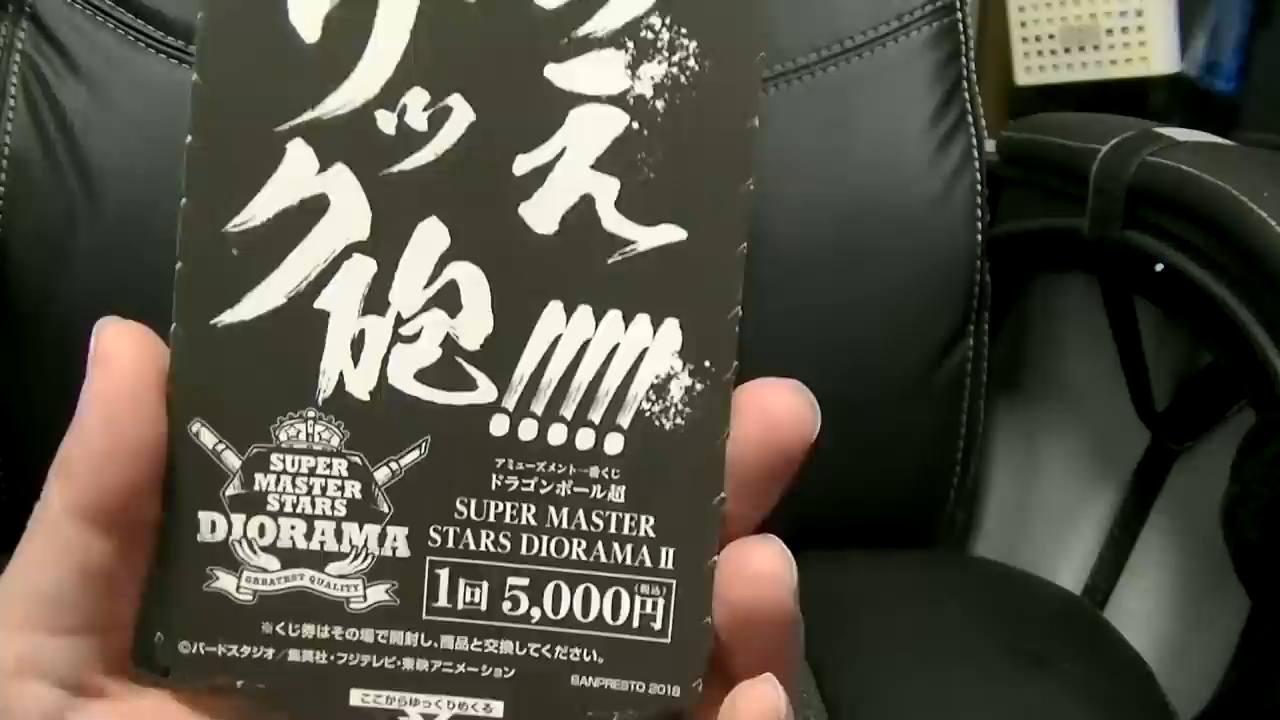 え
リック砲
!!!!!
SUPER
MASTER
STARS
DIORAMA
GREATEST QUALITY
アミューズメント一番くじ
ドラゴンボール超
SUPER MASTER
STARS DIORAMA II
1回 5,000円(税込)
※くじ券はその場で開封し、商品と交換してください。
©バードスタジオ/集英社・フジテレビ・東映アニメーション
BANPRESTO 2018
ここからゆっくりめくる